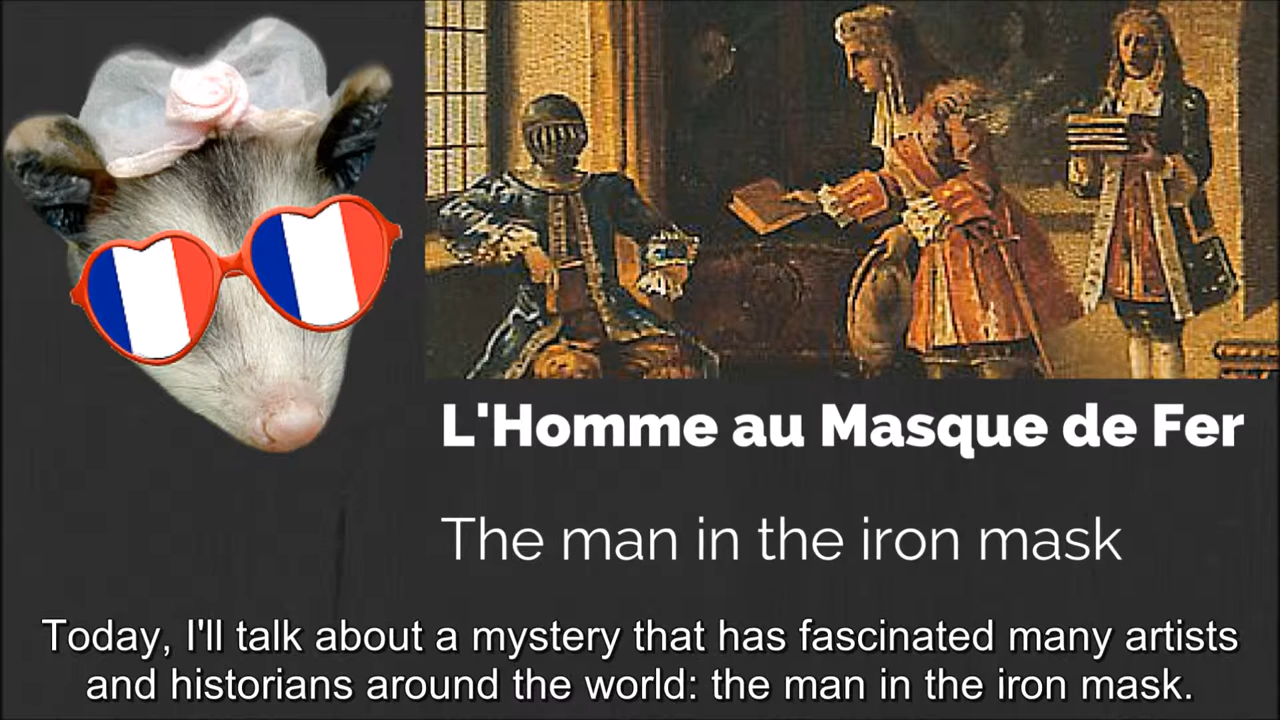 L'Homme au Masque de Fer
The man in the iron mask
Today, I'll talk about a mystery that has fascinated many artists
and historians around the world: the man in the iron mask.